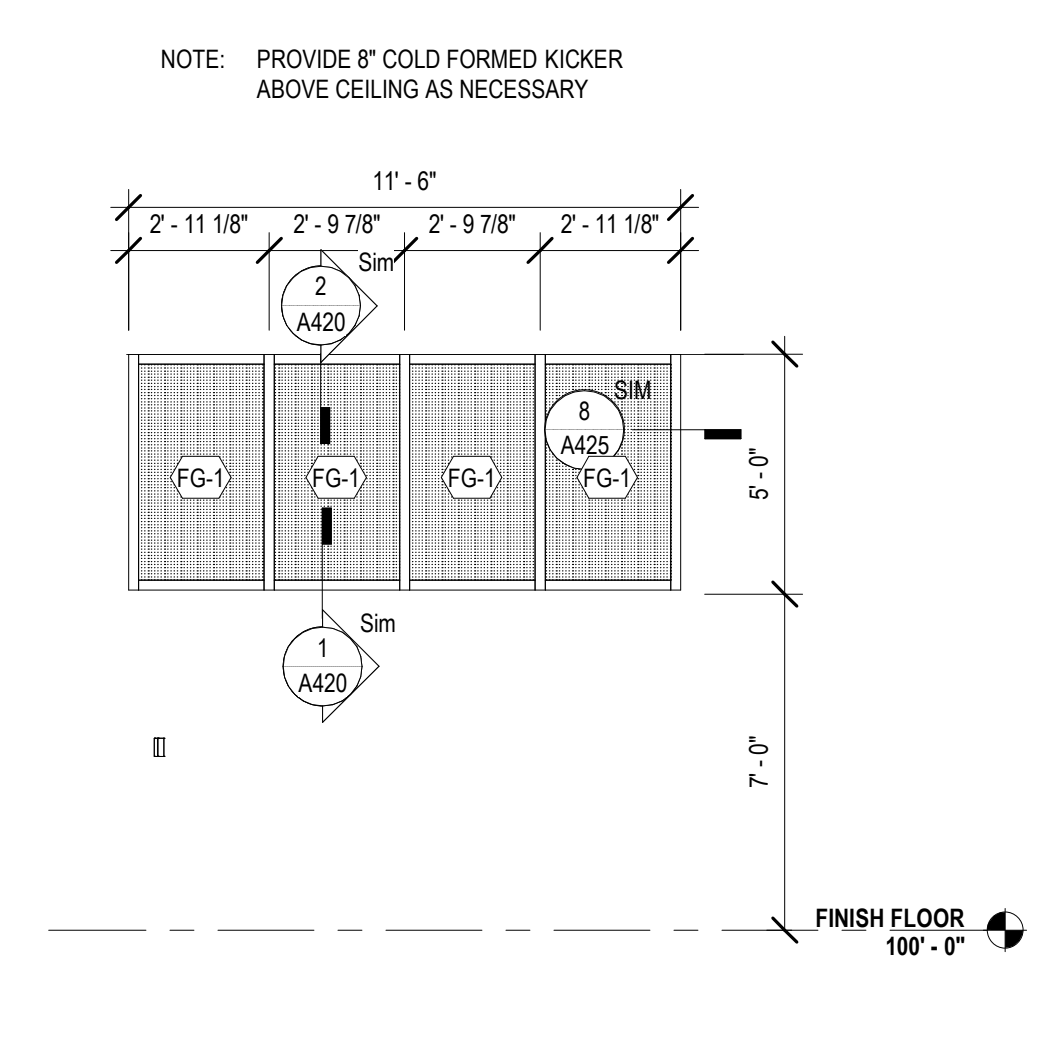 NOTE: PROVIDE 8" COLD FORMED KICKER
ABOVE CEILING AS NECESSARY
11' - 6"
2' - 11 1/8" 2' - 9 7/8" 2' - 9 7/8" 2' - 11 1/8"
Sim
2
A420
SIM
8
A425
FG-1 FG-1 FG-1 FG-1
5' - 0"
Sim
1
A420
7' - 0"
FINISH FLOOR
100' - 0"